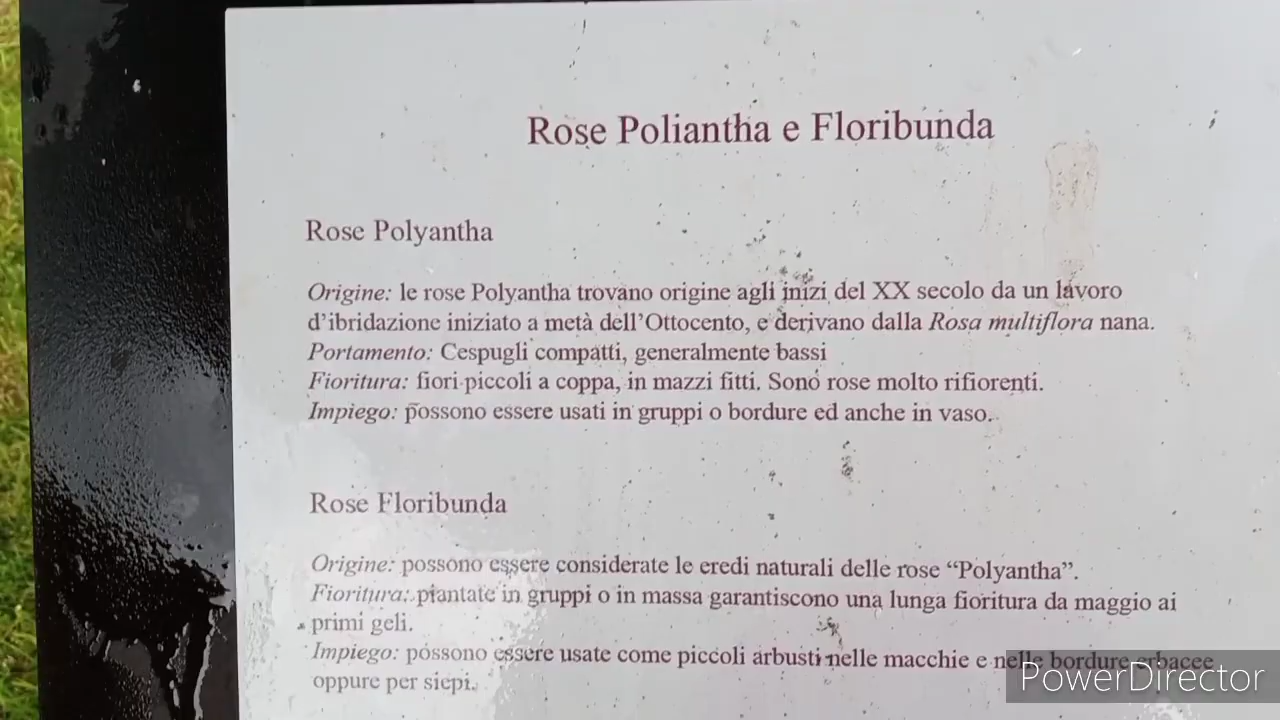 Rose Poliantha e Floribunda
Rose Polyantha
Origine: le rose Polyantha trovano origine agli inizi del XX secolo da un lavoro
d'ibridazione iniziato a metà dell'Ottocento, e derivano dalla Rosa multiflora nana.
Portamento: Cespugli compatti, generalmente bassi
Fioritura: fiori piccoli a coppa, in mazzi fitti. Sono rose molto rifiorenti.
Impiego: possono essere usati in gruppi o bordure ed anche in vaso.
Rose Floribunda
Origine: possono essere considerate le eredi naturali delle rose “Polyantha”.
Fioritura: piantate in gruppi o in massa garantiscono una lunga fioritura da maggio ai
primi geli.
Impiego: possono essere usate come piccoli arbusti nelle macchie e nelle bordure erbacee
oppure per siepi.
PowerDirector